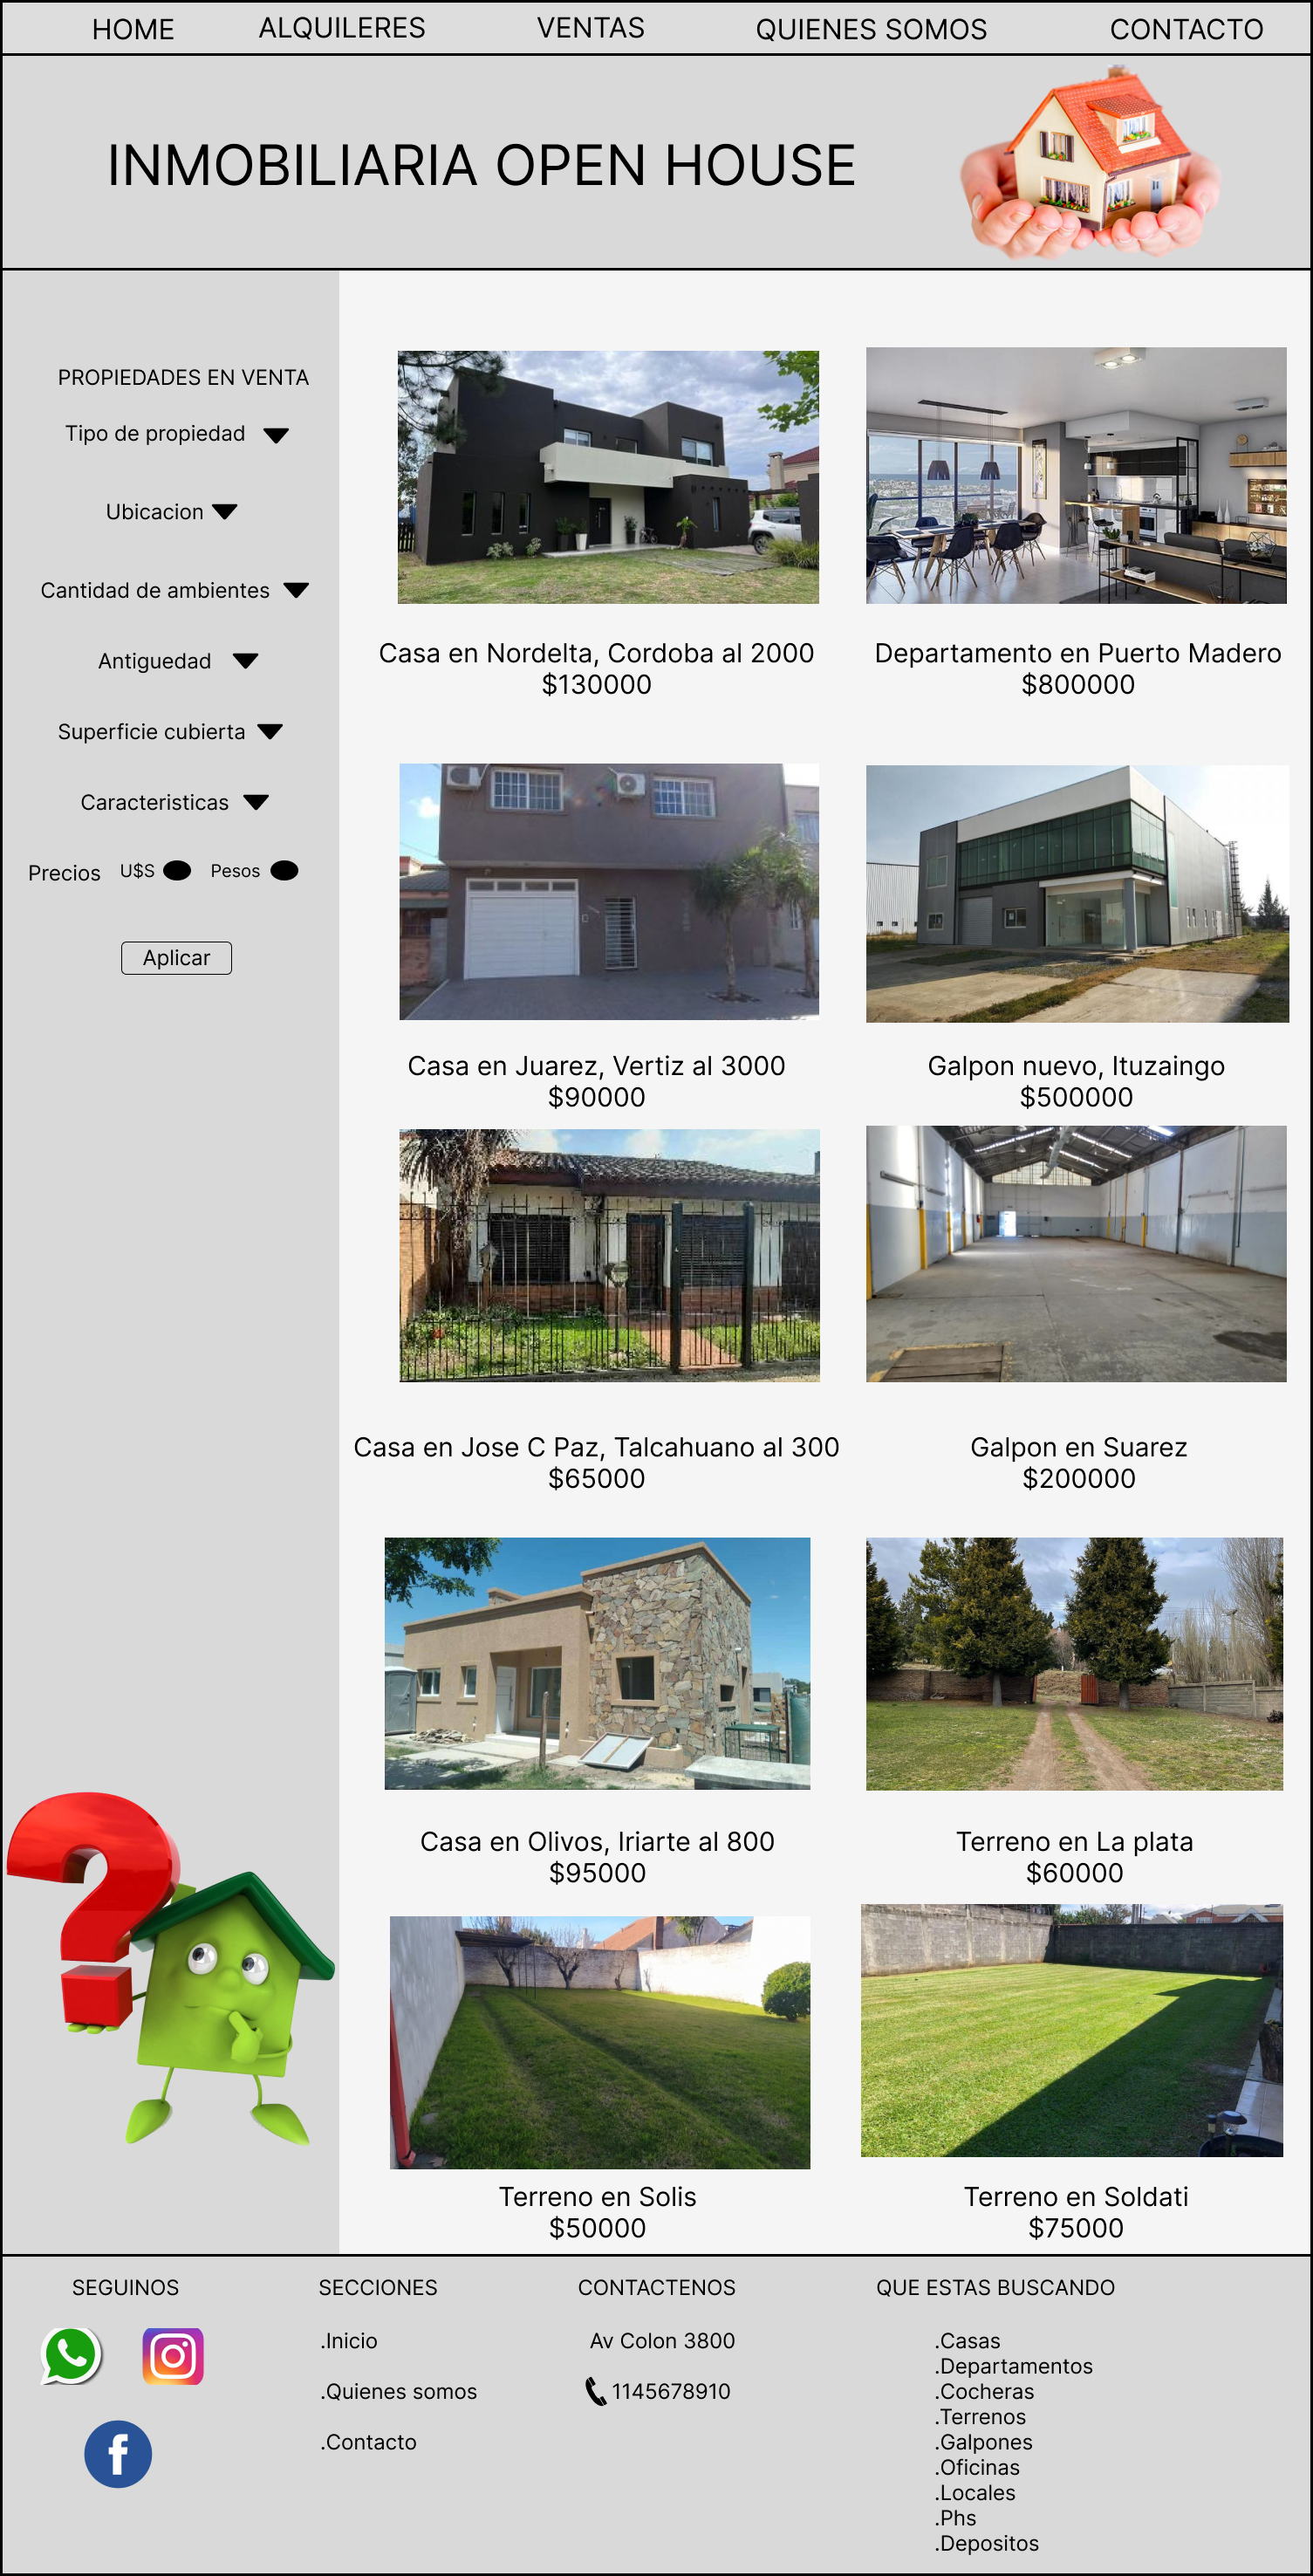 HOME
ALQUILERES
VENTAS
QUIENES SOMOS
CONTACTO
INMOBILIARIA OPEN HOUSE
PROPIEDADES EN VENTA
Tipo de propiedad
Ubicacion
Cantidad de ambientes
Antiguedad
Superficie cubierta
Caracteristicas
Precios U$S Pesos
Aplicar
Casa en Nordelta, Cordoba al 2000
$130000
Departamento en Puerto Madero
$800000
Casa en Juarez, Vertiz al 3000
$90000
Galpon nuevo, Ituzaingo
$500000
Casa en Jose C Paz, Talcahuano al 300
$65000
Galpon en Suarez
$200000
Casa en Olivos, Iriarte al 800
$95000
Terreno en La plata
$60000
Terreno en Solis
$50000
Terreno en Soldati
$75000
SEGUINOS
SECCIONES
.Inicio
.Quienes somos
.Contacto
CONTACTENOS
Av Colon 3800
1145678910
QUE ESTAS BUSCANDO
.Casas
.Departamentos
.Cocheras
.Terrenos
.Galpones
.Oficinas
.Locales
.Phs
.Depositos